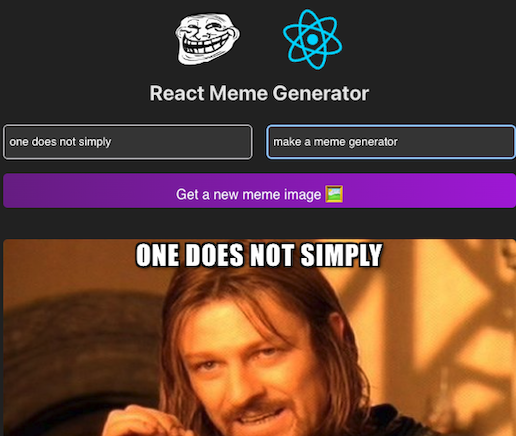 React Meme Generator
one does not simply
make a meme generator
Get a new meme image
ONE DOES NOT SIMPLY